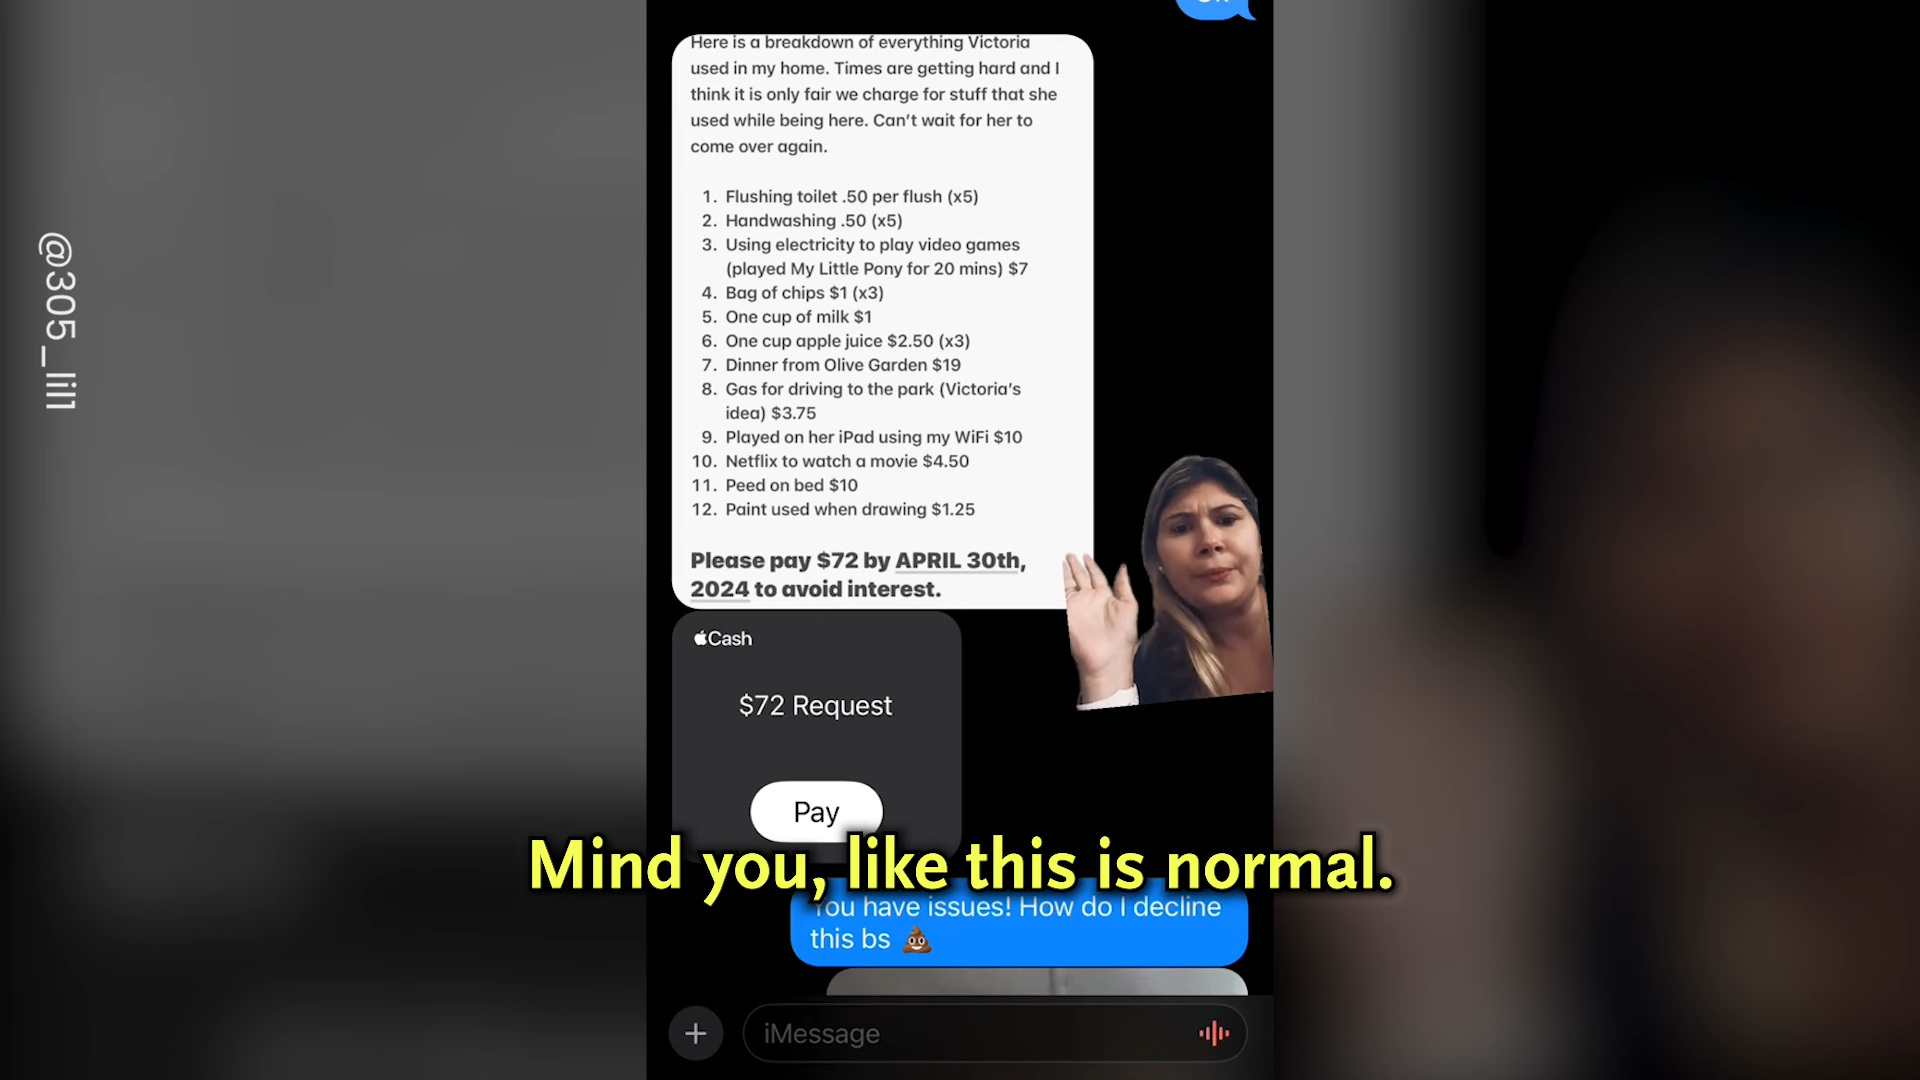 Here is a breakdown of everything Victoria
used in my home. Times are getting hard and I
think it is only fair we charge for stuff that she
used while being here. Can't wait for her to
come over again.
1. Flushing toilet .50 per flush (x5)
2. Handwashing .50 (x5)
3. Using electricity to play video games
(played My Little Pony for 20 mins) $7
4. Bag of chips $1 (x3)
5. One cup of milk $1
6. One cup apple juice $2.50 (x3)
7. Dinner from Olive Garden $19
8. Gas for driving to the park (Victoria's
idea) $3.75
9. Played on her iPad using my WiFi $10
10. Netflix to watch a movie $4.50
11. Peed on bed $10
12. Paint used when drawing $1.25
Please pay $72 by APRIL 30th,
2024 to avoid interest.
Cash
$72 Request
Pay
Mind you, like this is normal.
You have issues! How do I decline
this bs 💩
iMessage
@305_lil1